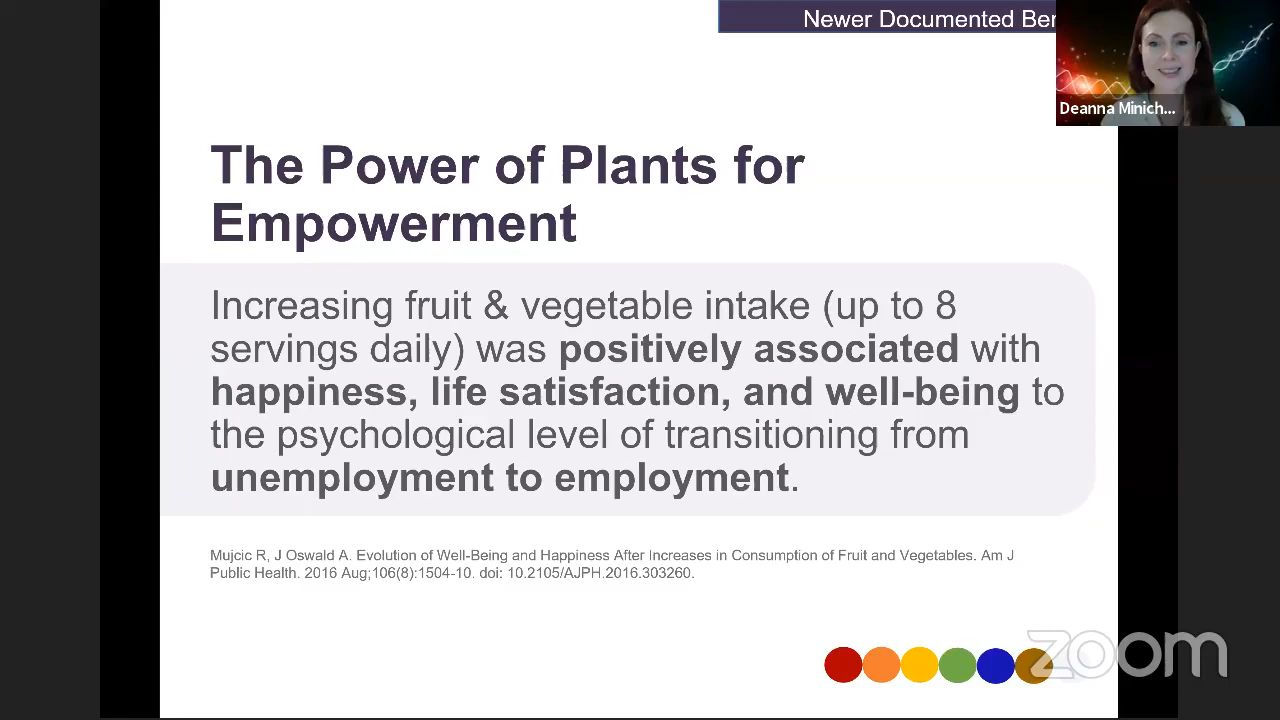 Newer Documented Ber
Deanna Minich...
The Power of Plants for
Empowerment
Increasing fruit & vegetable intake (up to 8
servings daily) was positively associated with
happiness, life satisfaction, and well-being to
the psychological level of transitioning from
unemployment to employment.
Mujcic R, J Oswald A. Evolution of Well-Being and Happiness After Increases in Consumption of Fruit and Vegetables. Am J
Public Health. 2016 Aug;106(8):1504-10. doi: 10.2105/AJPH.2016.303260.
zoom